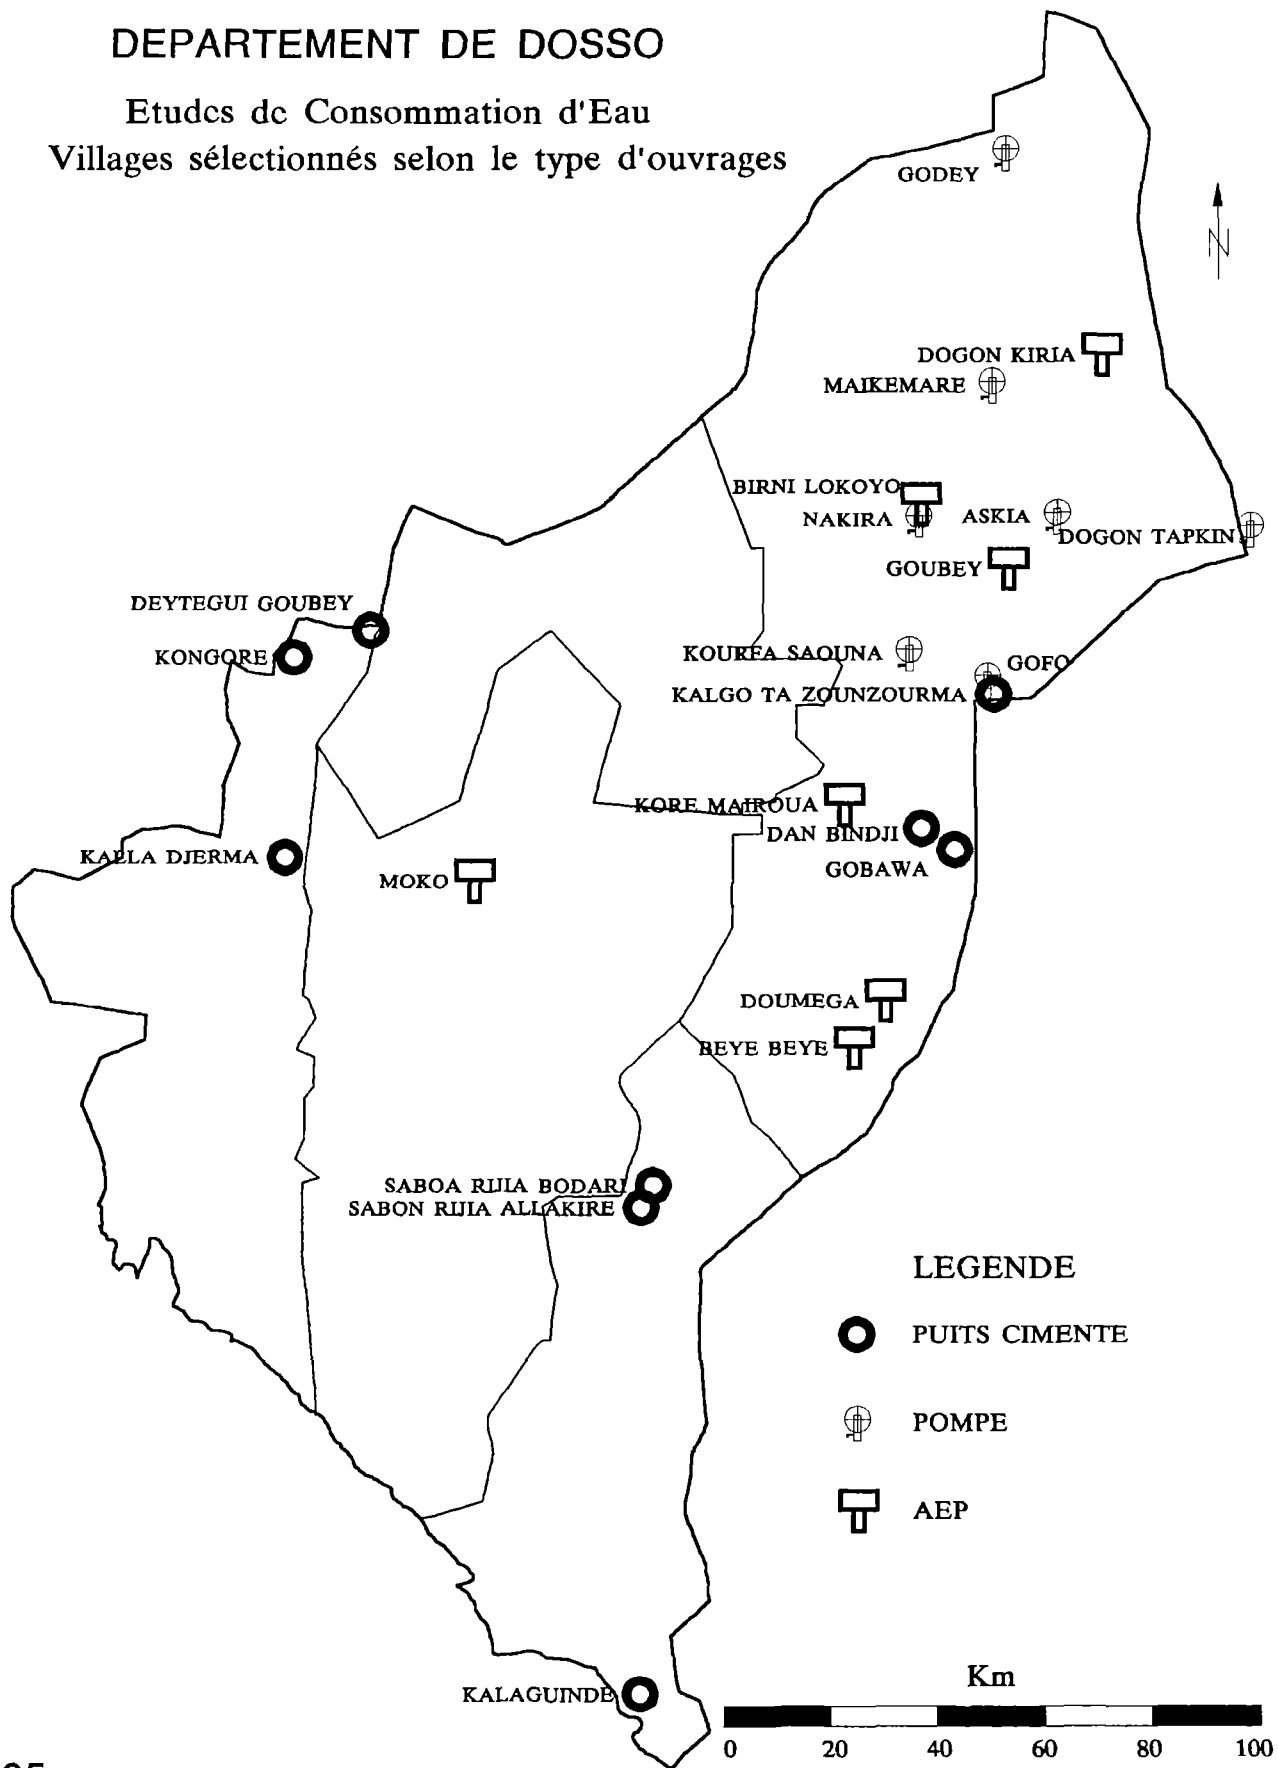 DEPARTEMENT DE DOSSO
Etudes de Consommation d'Eau
Villages sélectionnés selon le type d'ouvrages
GODEY
N
DOGON KIRIA
MAIKEMARE
BIRNI LOKOYO
NAKIRA
ASKIA
DOGON TAPKIN
GOUBEY
DEYTEGUI GOUBEY
KONGORE
KOURFA SAOUNA
GOFO
KALGO TA ZOUNZOURMA
KORE MAIROUA
DAN BINDJI
GOBAWA
KALLA DJERMA
MOKO
DOUMEGA
BEYE BEYE
SABOA RIJIA BODARI
SABON RIJIA ALLAKIRE
LEGENDE
PUITS CIMENTE
POMPE
AEP
KALAGUINDE
Km
0 20 40 60 80 100